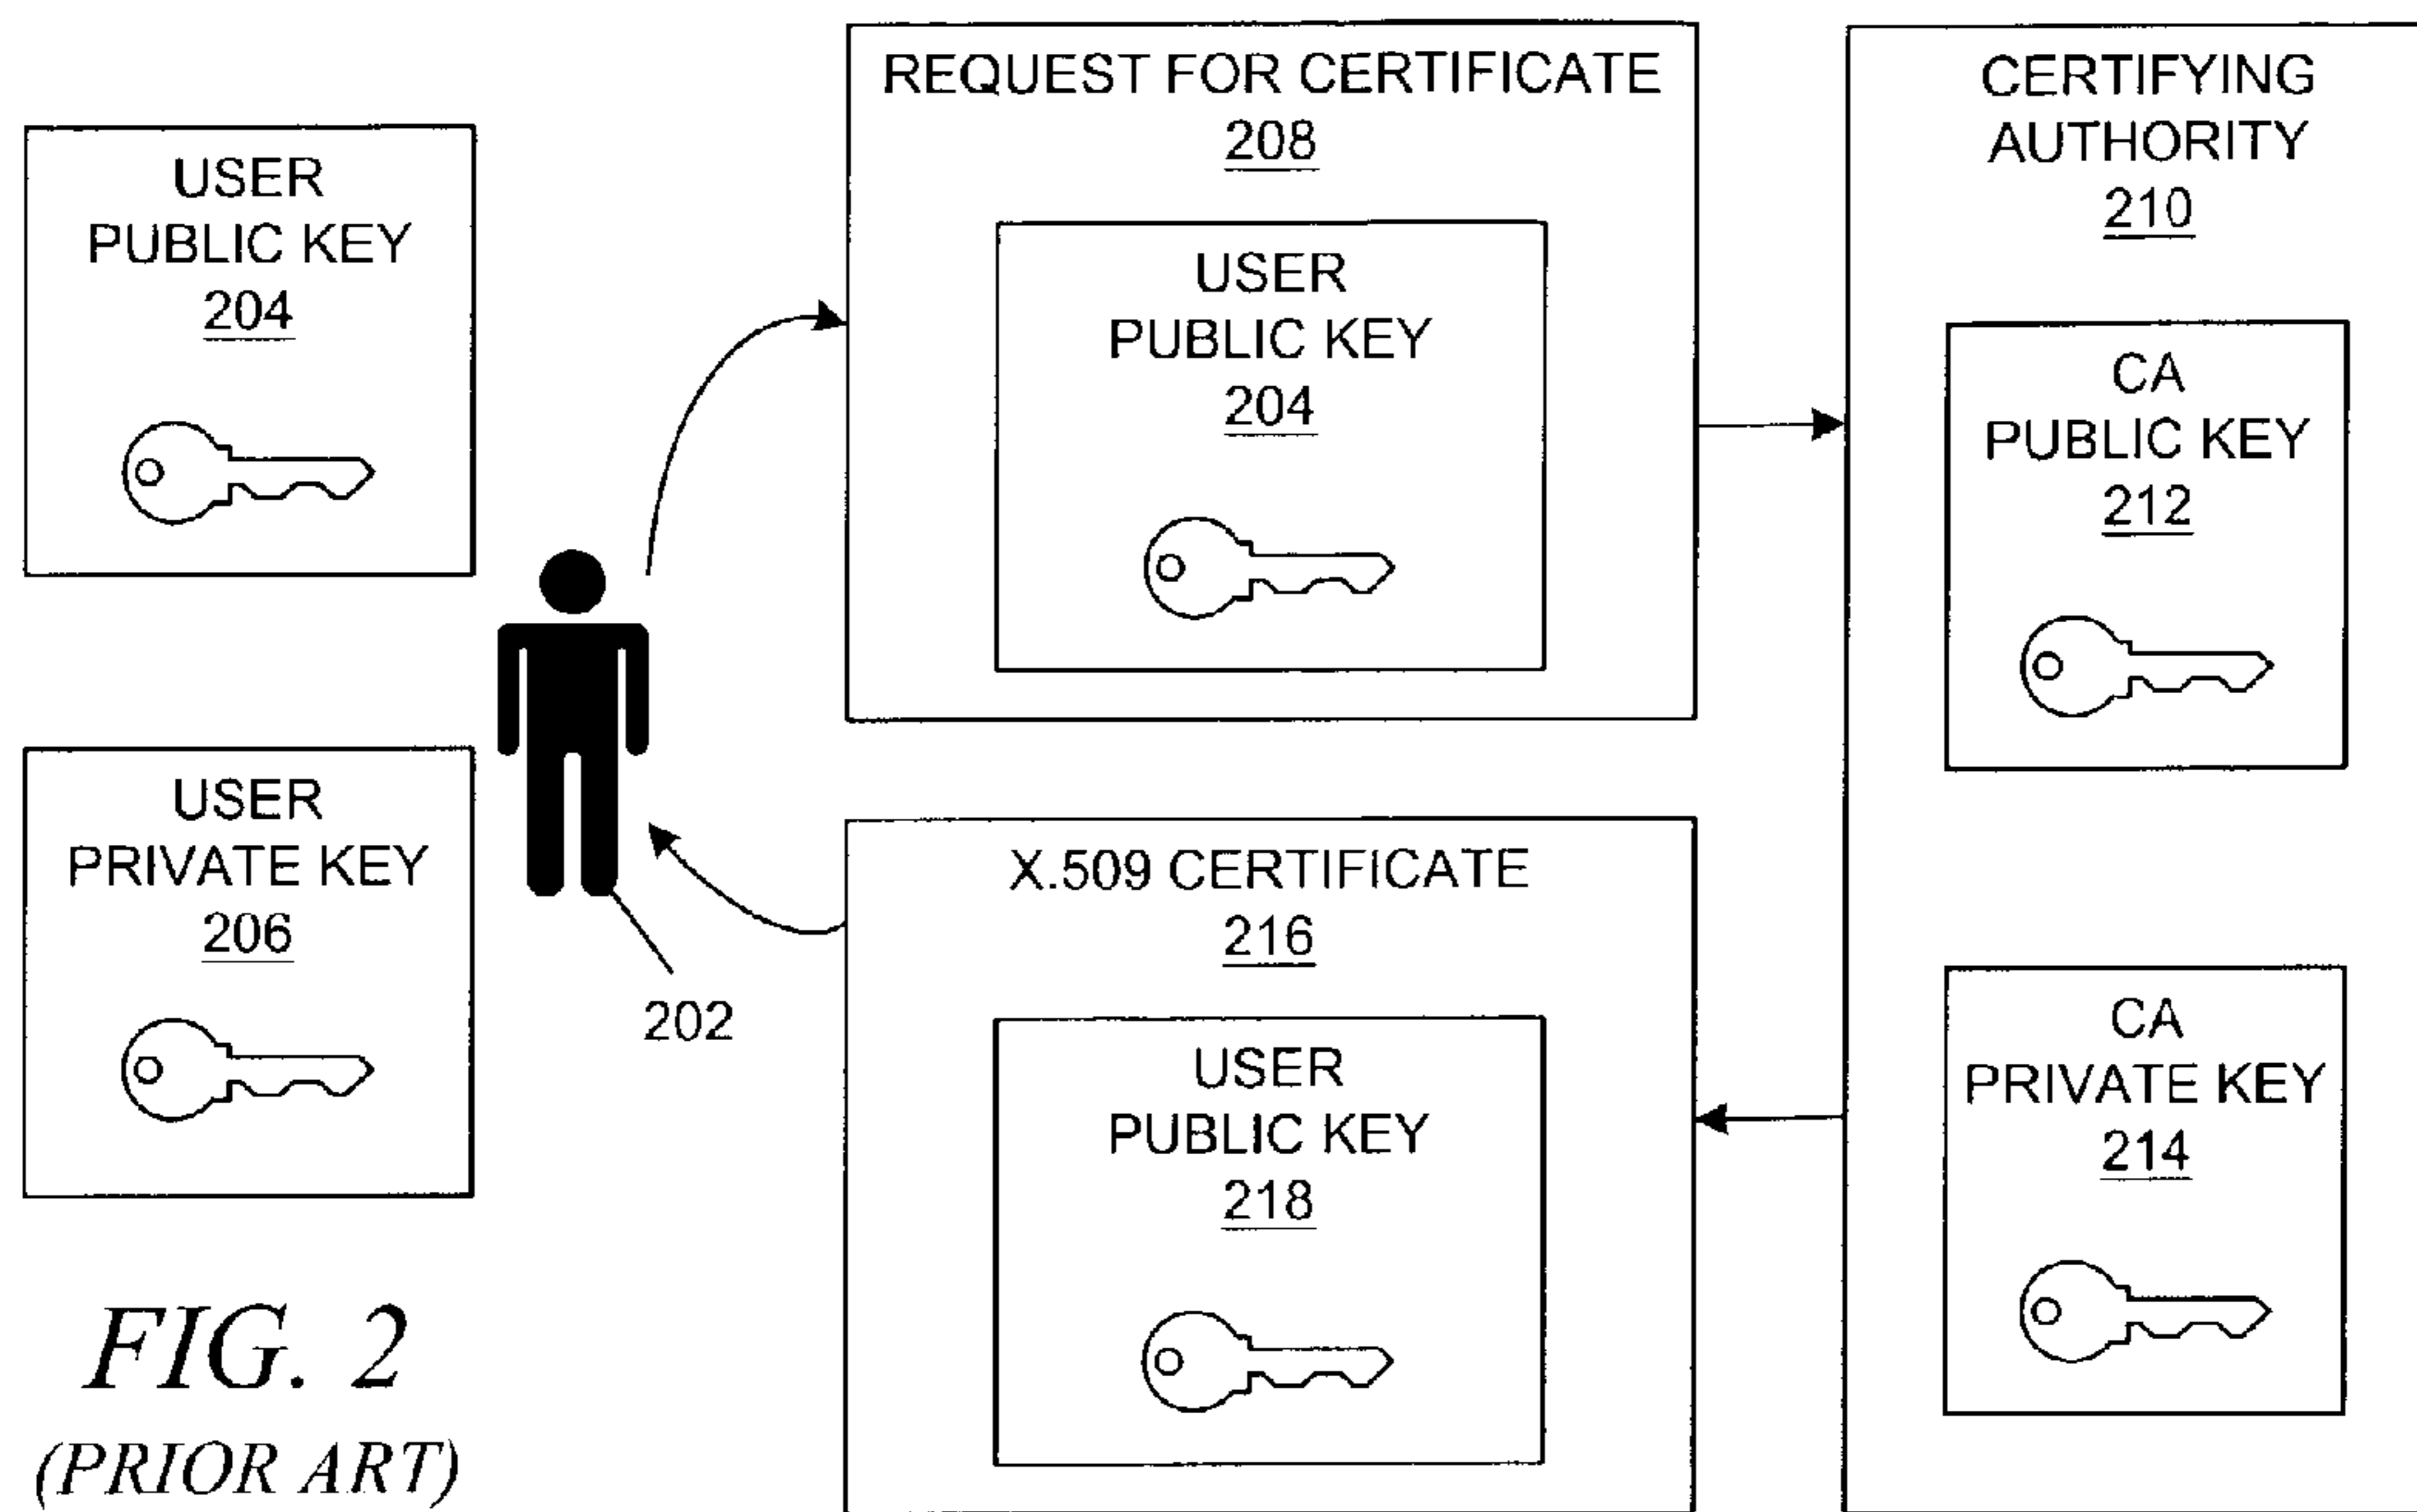 USER
PUBLIC KEY
204
USER
PRIVATE KEY
206
202
REQUEST FOR CERTIFICATE
208
USER
PUBLIC KEY
204
X.509 CERTIFICATE
216
USER
PUBLIC KEY
218
CERTIFYING
AUTHORITY
210
CA
PUBLIC KEY
212
CA
PRIVATE KEY
214
FIG. 2
(PRIOR ART)